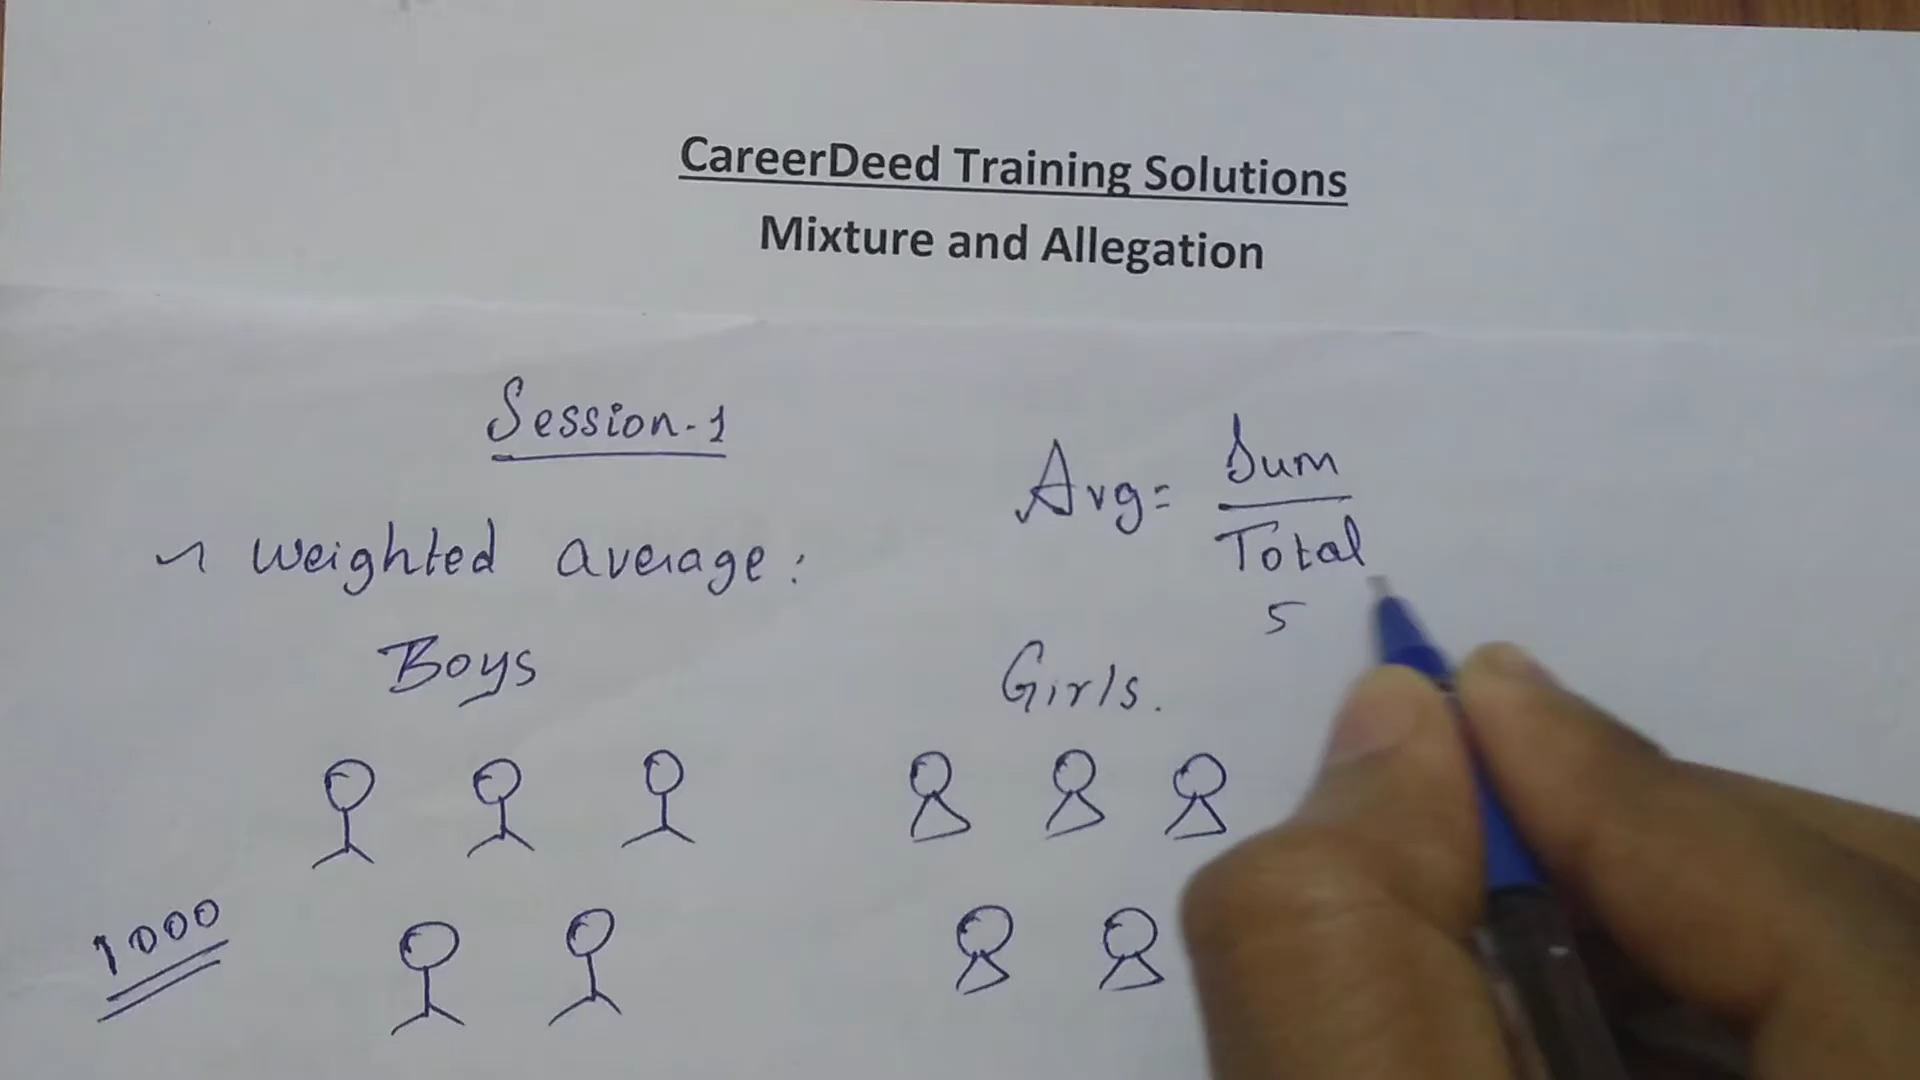 CareerDeed Training Solutions
Mixture and Allegation
Session-1
Avg = Sum
Total
5
Weighted average:
Boys
Girls.
1000